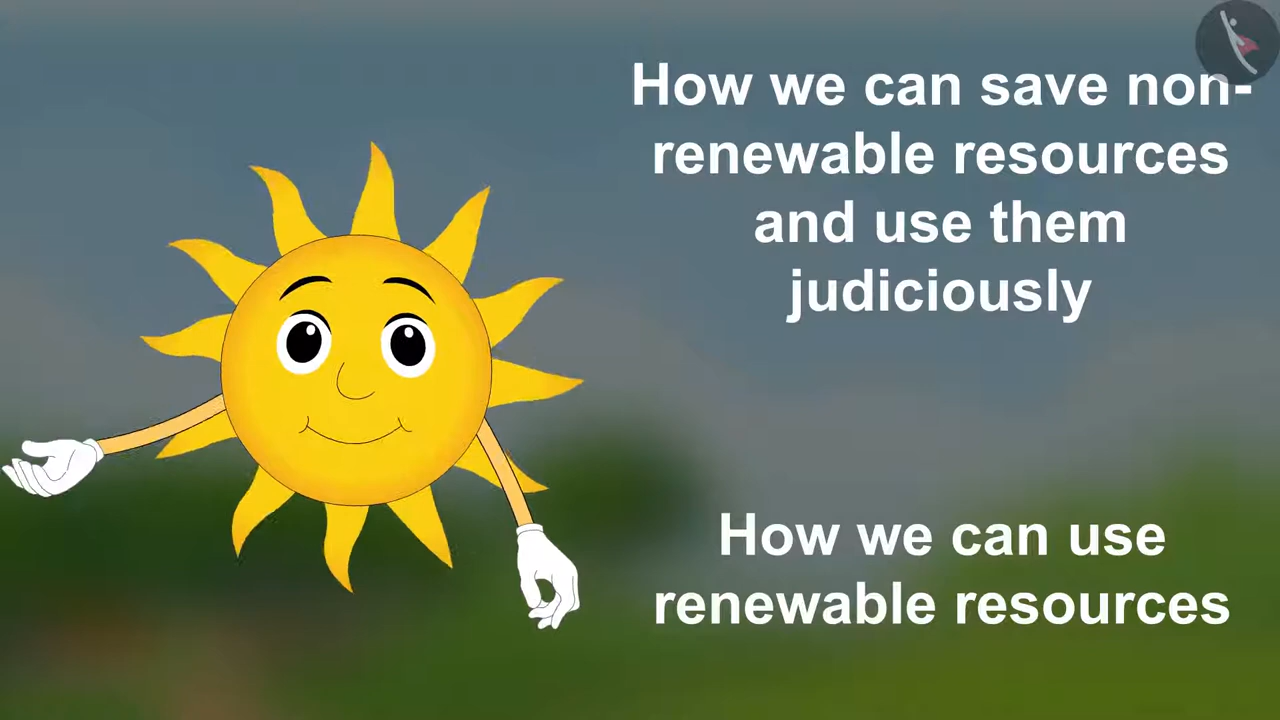 How we can save non-
renewable resources
and use them
judiciously
How we can use
renewable resources